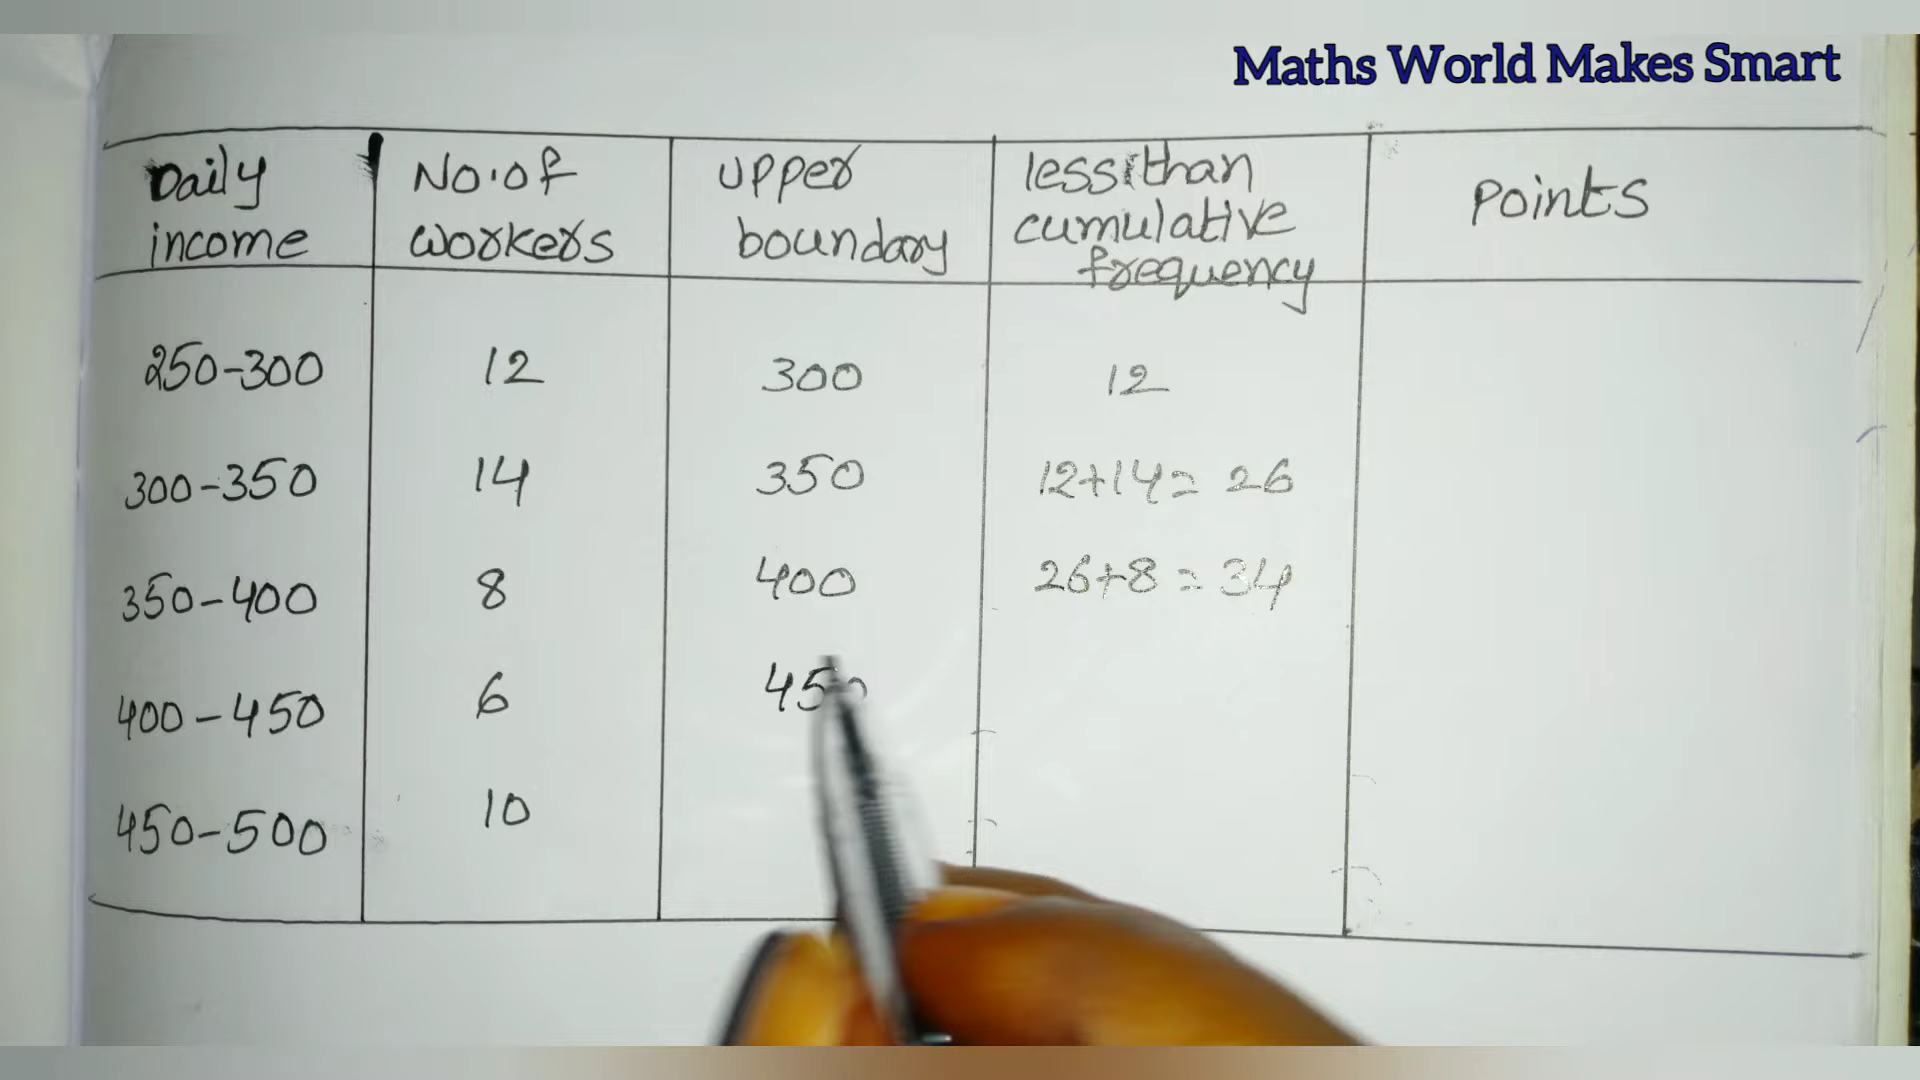 Maths World Makes Smart
Daily income
No. of workers
upper boundary
less than cumulative frequency
points
250-300 12 300 12
300-350 14 350 12+14= 26
350-400 8 400 26+8 = 34
400-450 6 450
450-500 10